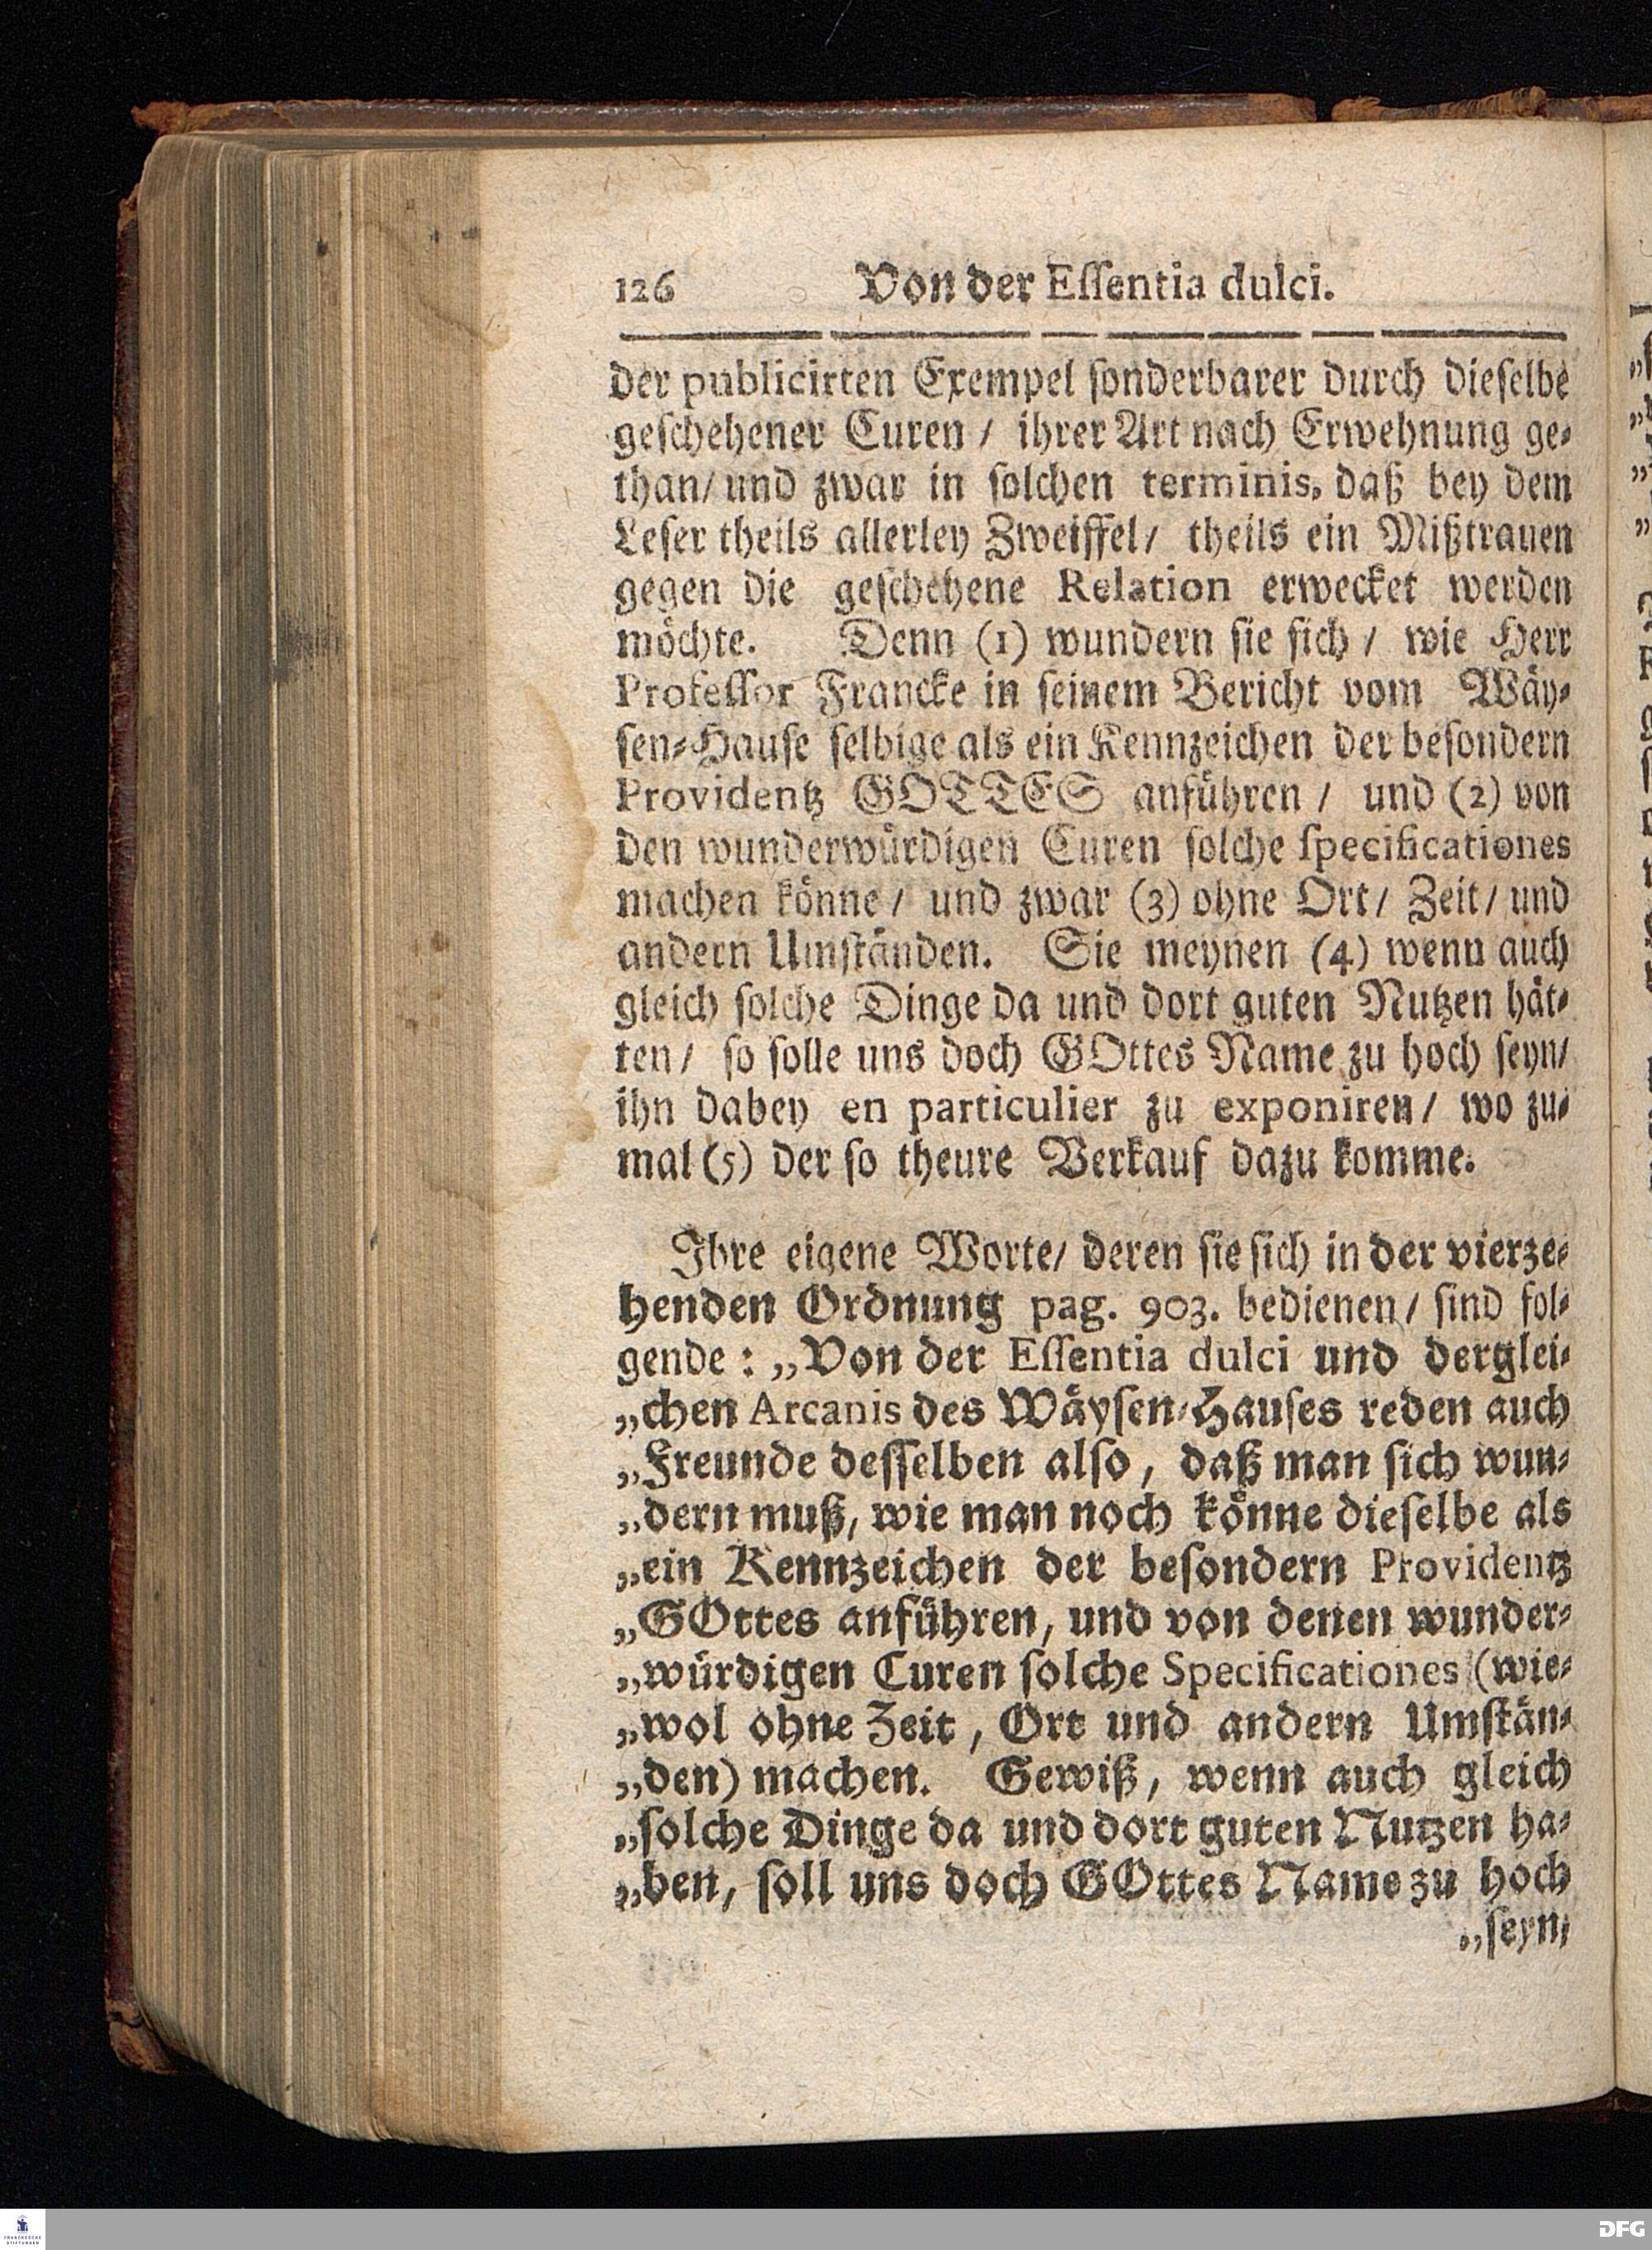 126 Von der Eſſentia dulci.
der publicirten Exempel ſonderbarer durch dieſelbe
geſchehener Curen / ihrer Art nach Erwehnung ge⸗
than/ und zwar in ſolchen terminis, daß bey dem
Leſer theils allerley Zweiffel/ theils ein Mißtrauen
gegen die geſchehene Relation erwecket werden
möchte. Denn (1) wundern ſie ſich / wie Herr
Profeſſor Francke in ſeinem Bericht vom Wäy⸗
ſen⸗Hauſe ſelbige als ein Kennzeichen der beſondern
Providentz GOTTES anführen / und (2) von
den wunderwürdigen Curen ſolche ſpecificationes
machen könne / und zwar (3) ohne Ort/ Zeit/ und
andern Umſtänden. Sie meynen (4) wenn auch
gleich ſolche Dinge da und dort guten Nutzen hät⸗
ten / ſo ſolle uns doch GOttes Name zu hoch ſeyn/
ihn dabey en particulier zu exponiren / wo zu⸗
mal (5) der ſo theure Verkauf dazu komme.
Ihre eigene Worte/ deren ſie ſich in der vierze⸗
henden Ordnung pag. 903. bedienen / ſind fol⸗
gende : „Von der Eſſentia dulci und derglei⸗
„chen Arcanis des Wäyſen⸗Hauſes reden auch
„Freunde deſſelben alſo, daß man ſich wun⸗
„dern muß, wie man noch könne dieſelbe als
„ein Kennzeichen der beſondern Providentz
„GOttes anführen, und von denen wunder⸗
„würdigen Curen ſolche Specificationes (wie⸗
„wol ohne Zeit, Ort und andern Umſtän⸗
„den) machen. Gewiß, wenn auch gleich
„ſolche Dinge da und dort guten Nutzen ha⸗
„ben, ſoll uns doch GOttes Name zu hoch
„ſeyn,
FRANCKESCHE
STIFTUNGEN
DFG